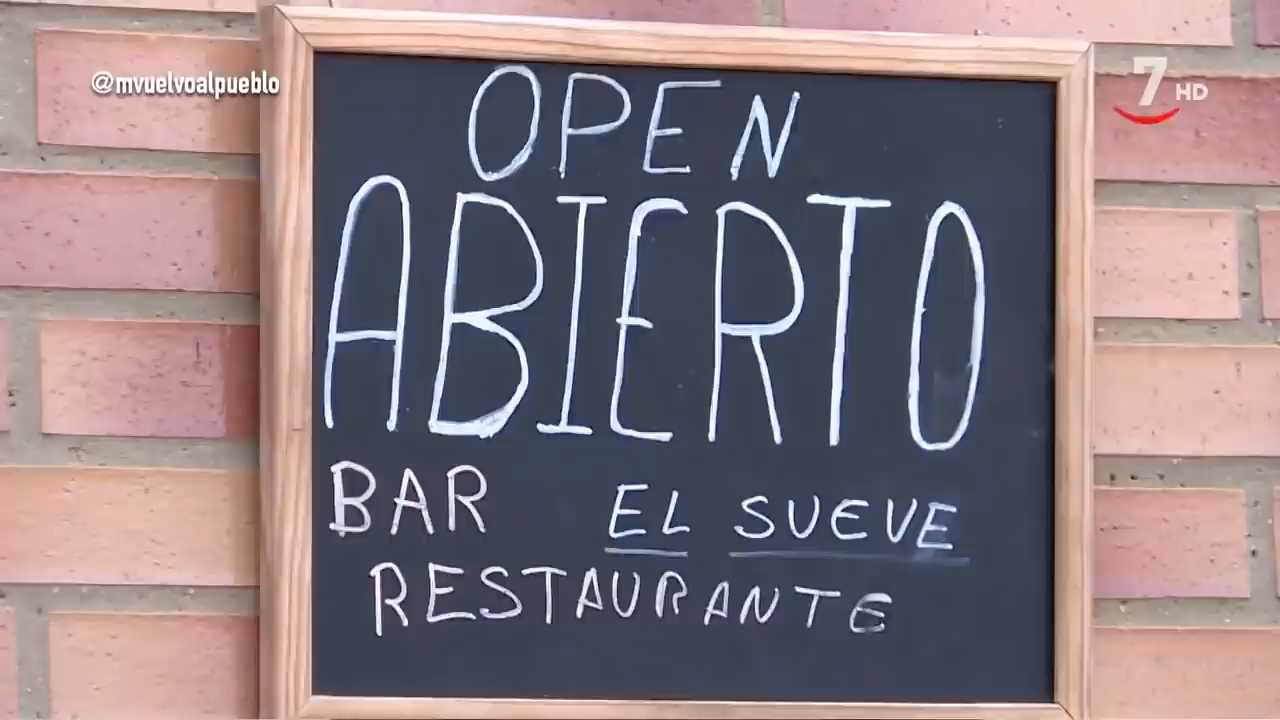 @mvuelvoalpueblo
7 HD
OPEN
ABIERTO
BAR EL SUEVE
RESTAURANTE